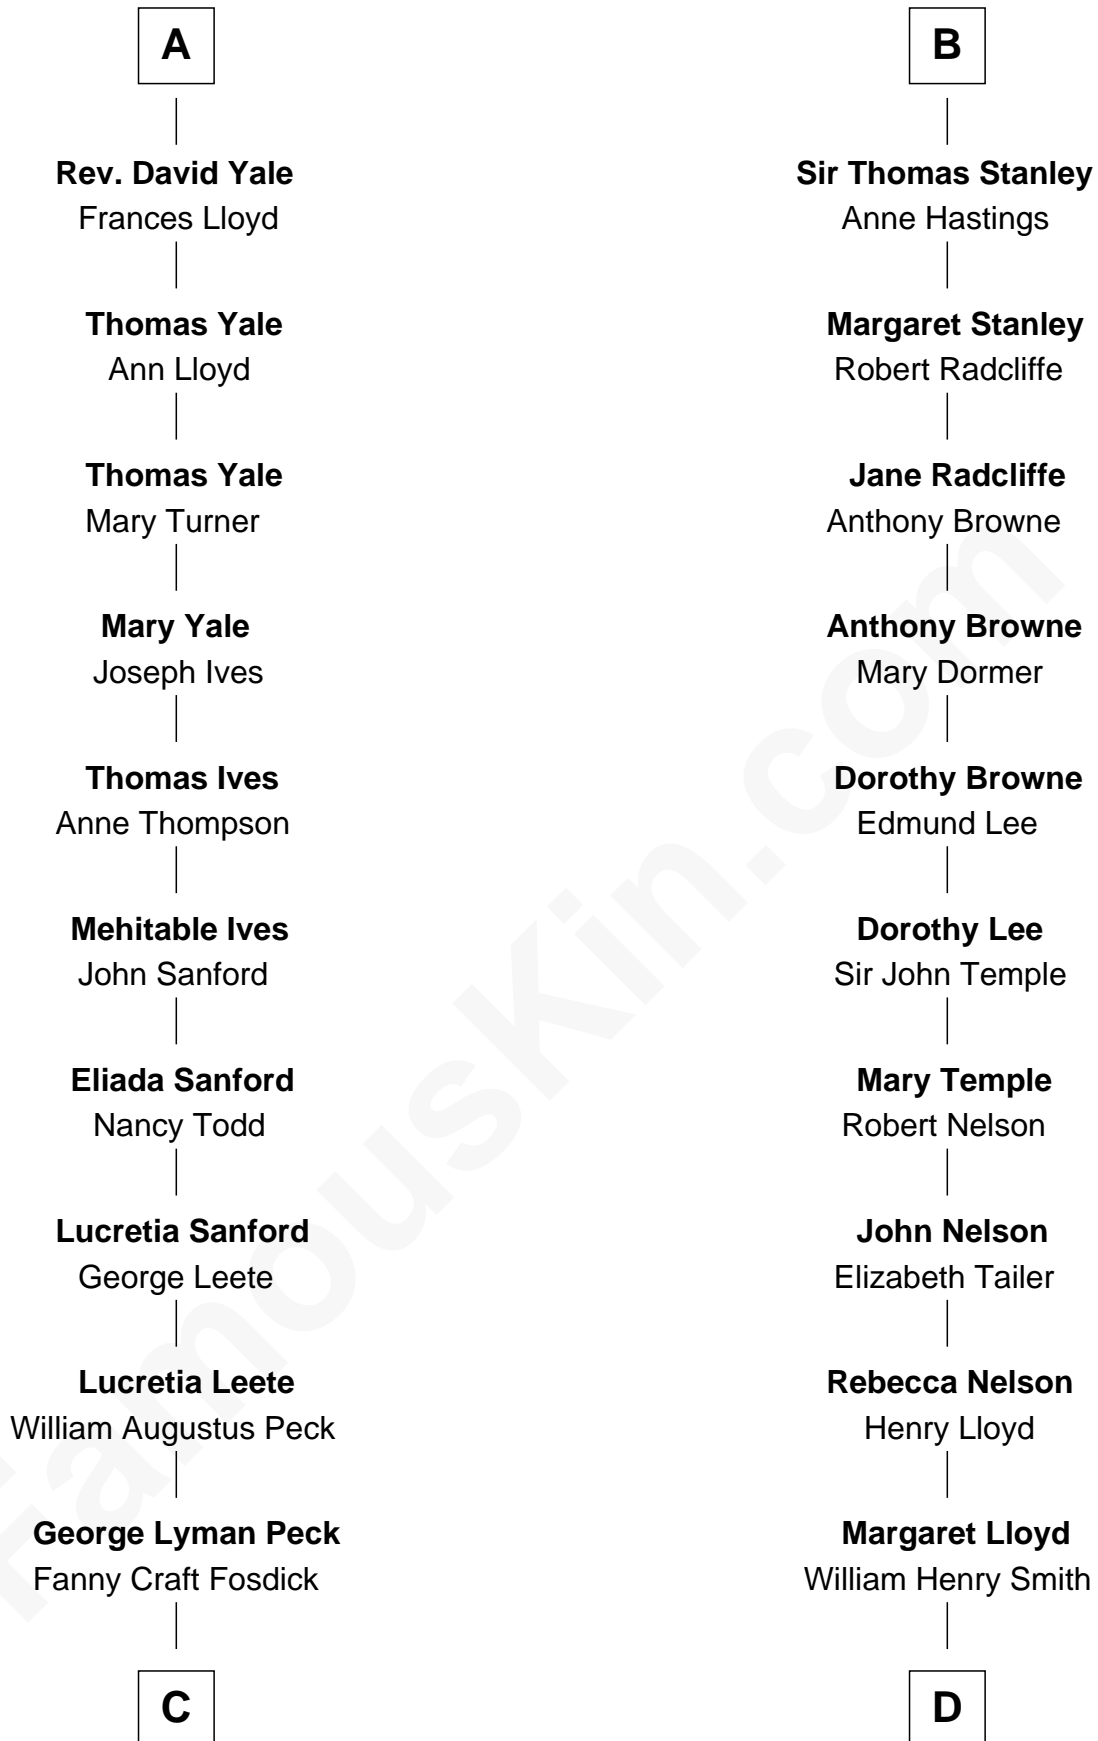 A
Rev. David Yale
Frances Lloyd
Thomas Yale
Ann Lloyd
Thomas Yale
Mary Turner
Mary Yale
Joseph Ives
Thomas Ives
Anne Thompson
Mehitable Ives
John Sanford
Eliada Sanford
Nancy Todd
Lucretia Sanford
George Leete
Lucretia Leete
William Augustus Peck
George Lyman Peck
Fanny Craft Fosdick
C
B
Sir Thomas Stanley
Anne Hastings
Margaret Stanley
Robert Radcliffe
Jane Radcliffe
Anthony Browne
Anthony Browne
Mary Dormer
Dorothy Browne
Edmund Lee
Dorothy Lee
Sir John Temple
Mary Temple
Robert Nelson
John Nelson
Elizabeth Tailer
Rebecca Nelson
Henry Lloyd
Margaret Lloyd
William Henry Smith
D
FamousKin.com